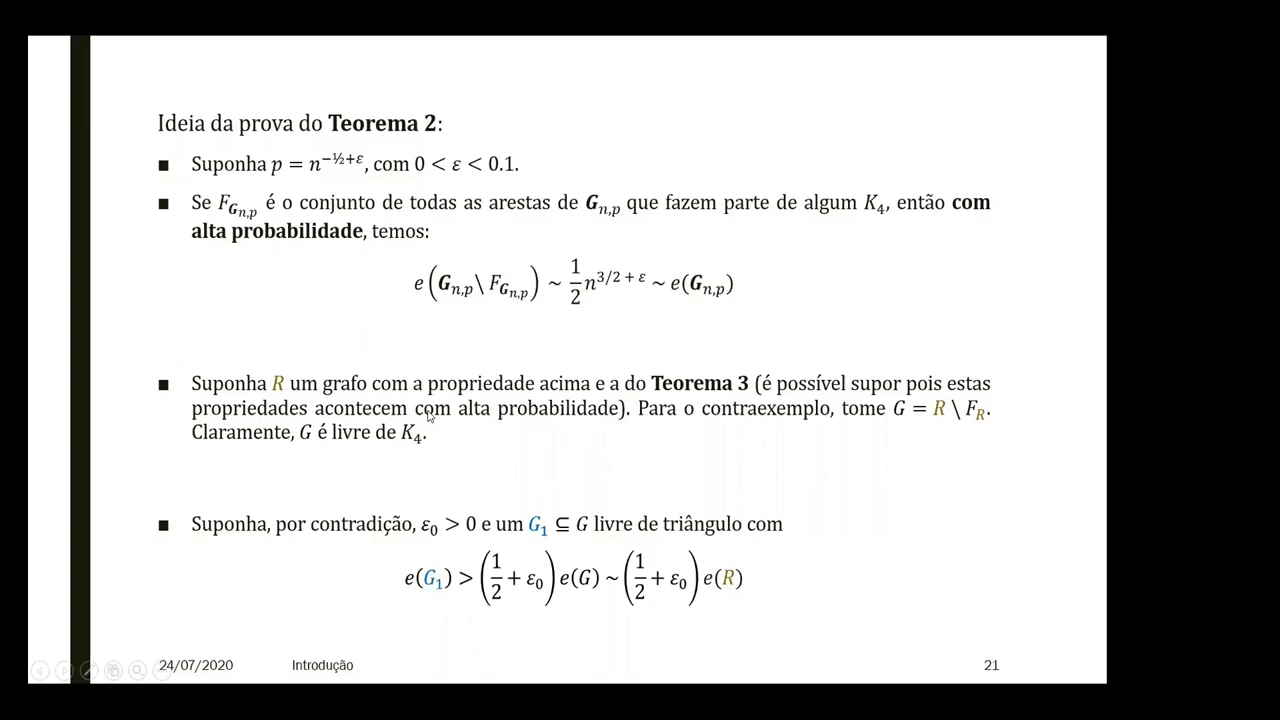 Ideia da prova do Teorema 2:
■ Suponha p = n^{−½+ε}, com 0 < ε < 0.1.
■ Se F_{G_{n,p}} é o conjunto de todas as arestas de G_{n,p} que fazem parte de algum K_4, então com
alta probabilidade, temos:
e(G_{n,p} \ F_{G_{n,p}}) ~ 1/2 n^{3/2 + ε} ~ e(G_{n,p})
■ Suponha R um grafo com a propriedade acima e a do Teorema 3 (é possível supor pois estas
propriedades acontecem com alta probabilidade). Para o contraexemplo, tome G = R \ F_R.
Claramente, G é livre de K_4.
■ Suponha, por contradição, ε_0 > 0 e um G_1 ⊆ G livre de triângulo com
e(G_1) > (1/2 + ε_0) e(G) ~ (1/2 + ε_0) e(R)
24/07/2020 Introdução 21